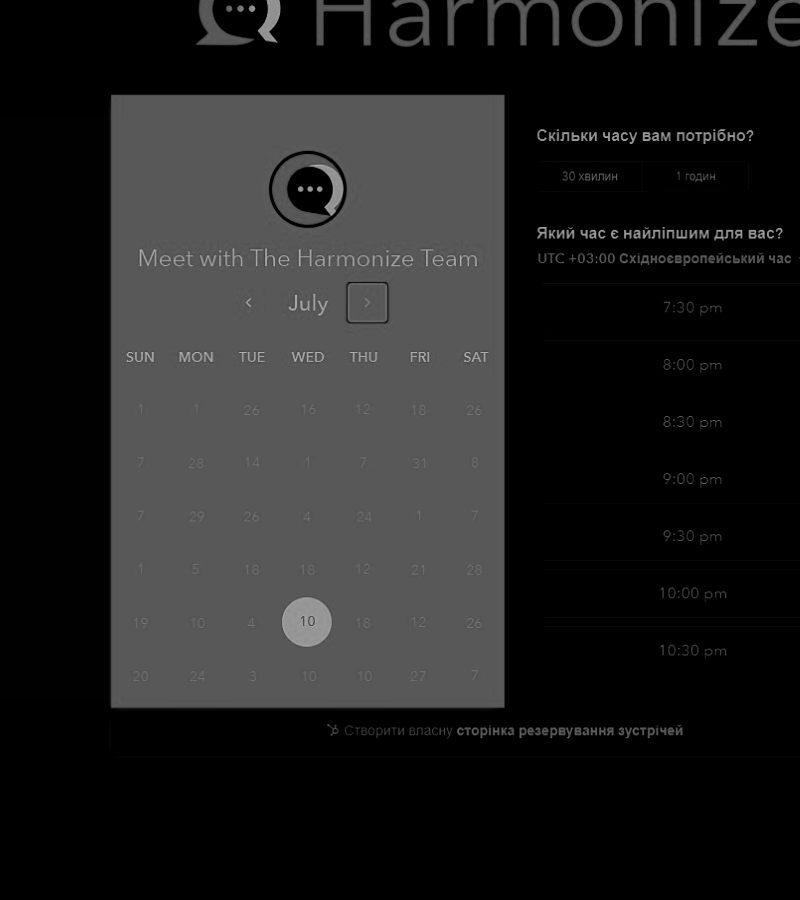 Harmonize
Meet with The Harmonize Team
July
SUN MON TUE WED THU FRI SAT
1 1 26 16 12 18 26
7 28 14 1 7 31 8
7 29 26 4 24 1 7
1 5 18 18 12 21 28
19 10 4 10 18 12 26
20 24 3 10 10 27 7
Скільки часу вам потрібно?
30 хвилин 1 годин
Який час є найліпшим для вас?
UTC +03:00 Східноєвропейський час
7:30 pm
8:00 pm
8:30 pm
9:00 pm
9:30 pm
10:00 pm
10:30 pm
Створити власну сторінка резервування зустрічей